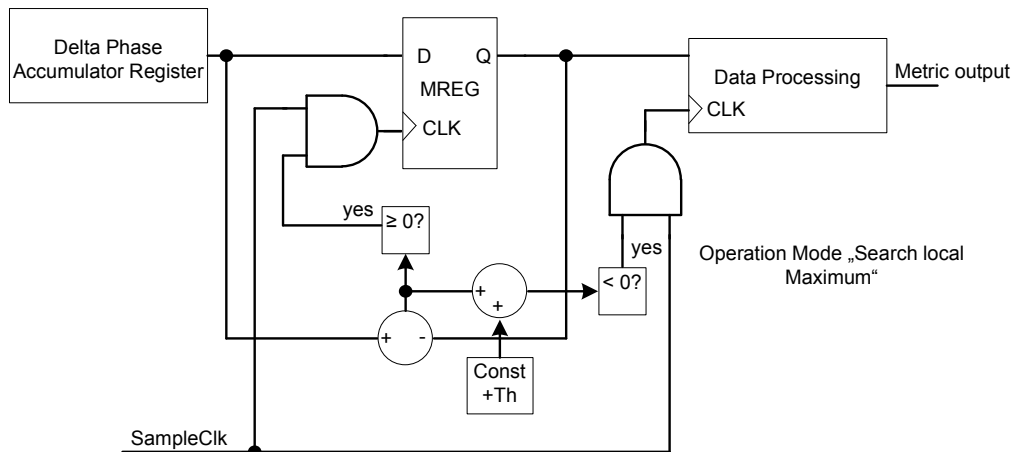 Delta Phase
Accumulator Register
D
Q
MREG
CLK
Data Processing
CLK
Metric output
yes
≥ 0?
yes
< 0?
+
+
+
-
Const
+Th
Operation Mode „Search local
Maximum“
SampleClk